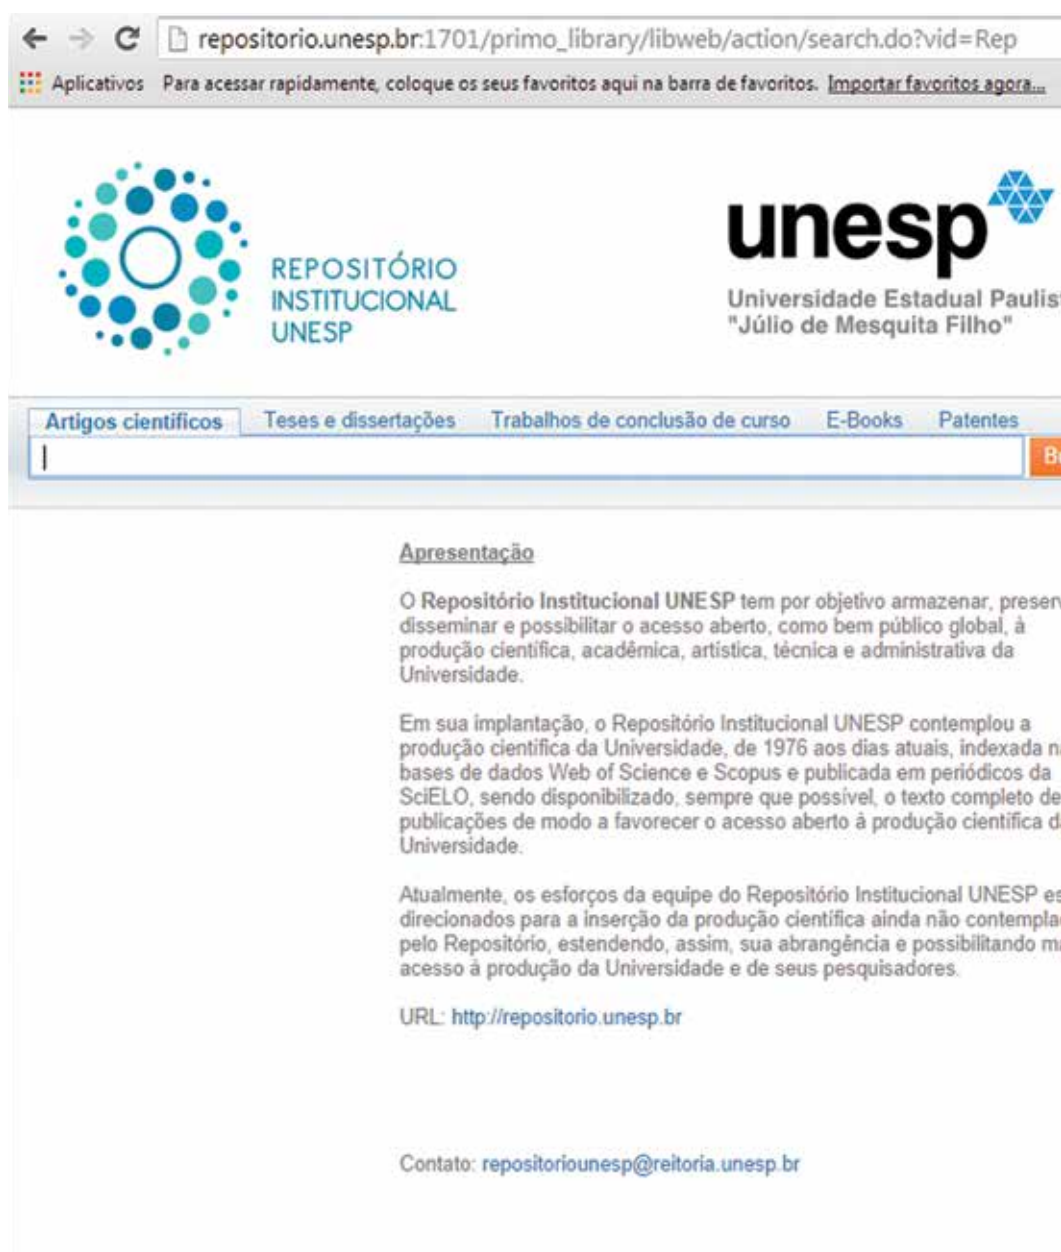 repositorio.unesp.br:1701/primo_library/libweb/action/search.do?vid=Rep
Aplicativos Para acessar rapidamente, coloque os seus favoritos aqui na barra de favoritos. Importar favoritos agora...
REPOSITÓRIO
INSTITUCIONAL
UNESP
unesp
Universidade Estadual Paulist
"Júlio de Mesquita Filho"
Artigos científicos Teses e dissertações Trabalhos de conclusão de curso E-Books Patentes
Apresentação
O Repositório Institucional UNESP tem por objetivo armazenar, preserv
disseminar e possibilitar o acesso aberto, como bem público global, à
produção científica, acadêmica, artística, técnica e administrativa da
Universidade.
Em sua implantação, o Repositório Institucional UNESP contemplou a
produção científica da Universidade, de 1976 aos dias atuais, indexada n
bases de dados Web of Science e Scopus e publicada em periódicos da
SciELO, sendo disponibilizado, sempre que possível, o texto completo de
publicações de modo a favorecer o acesso aberto à produção científica d
Universidade.
Atualmente, os esforços da equipe do Repositório Institucional UNESP es
direcionados para a inserção da produção científica ainda não contempla
pelo Repositório, estendendo, assim, sua abrangência e possibilitando m
acesso à produção da Universidade e de seus pesquisadores.
URL: http://repositorio.unesp.br
Contato: repositoriounesp@reitoria.unesp.br